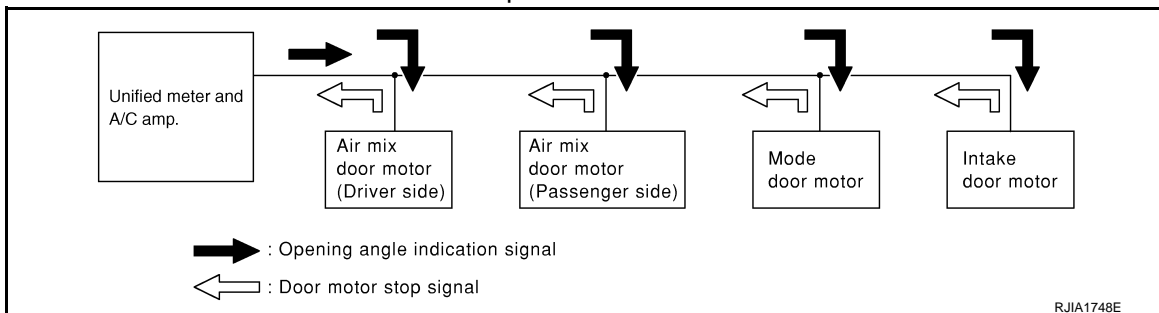 Unified meter and
A/C amp.
Air mix
door motor
(Driver side)
Air mix
door motor
(Passenger side)
Mode
door motor
Intake
door motor
: Opening angle indication signal
: Door motor stop signal
RJIA1748E